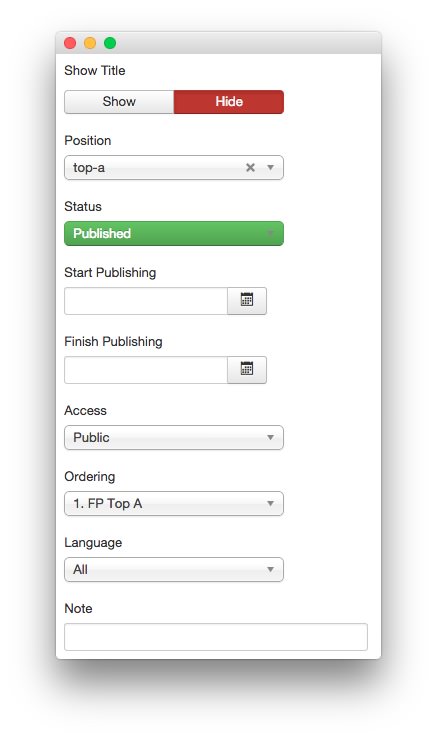 Show Title
Show Hide
Position
top-a
Status
Published
Start Publishing
Finish Publishing
Access
Public
Ordering
1. FP Top A
Language
All
Note